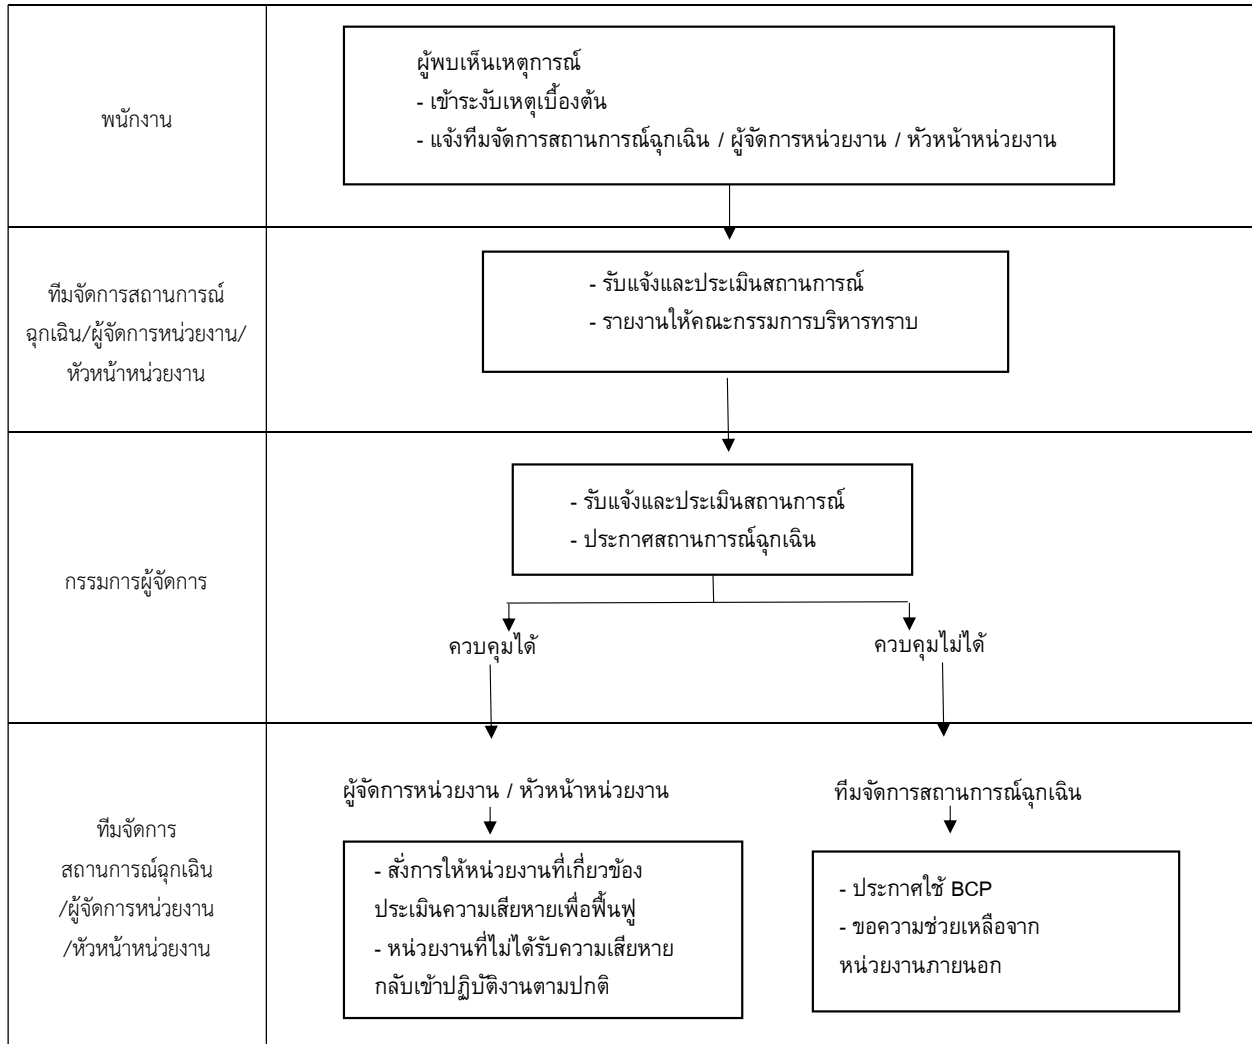 พนักงาน
ผู้พบเห็นเหตุการณ์
- เข้าระงับเหตุเบื้องต้น
- แจ้งทีมจัดการสถานการณ์ฉุกเฉิน / ผู้จัดการหน่วยงาน / หัวหน้าหน่วยงาน
ทีมจัดการสถานการณ์
ฉุกเฉิน/ผู้จัดการหน่วยงาน/
หัวหน้าหน่วยงาน
- รับแจ้งและประเมินสถานการณ์
- รายงานให้คณะกรรมการบริหารทราบ
กรรมการผู้จัดการ
- รับแจ้งและประเมินสถานการณ์
- ประกาศสถานการณ์ฉุกเฉิน
ควบคุมได้
ควบคุมไม่ได้
ทีมจัดการ
สถานการณ์ฉุกเฉิน
/ผู้จัดการหน่วยงาน
/หัวหน้าหน่วยงาน
ผู้จัดการหน่วยงาน / หัวหน้าหน่วยงาน
- สั่งการให้หน่วยงานที่เกี่ยวข้อง
ประเมินความเสียหายเพื่อฟื้นฟู
- หน่วยงานที่ไม่ได้รับความเสียหาย
กลับเข้าปฏิบัติงานตามปกติ
ทีมจัดการสถานการณ์ฉุกเฉิน
- ประกาศใช้ BCP
- ขอความช่วยเหลือจาก
หน่วยงานภายนอก